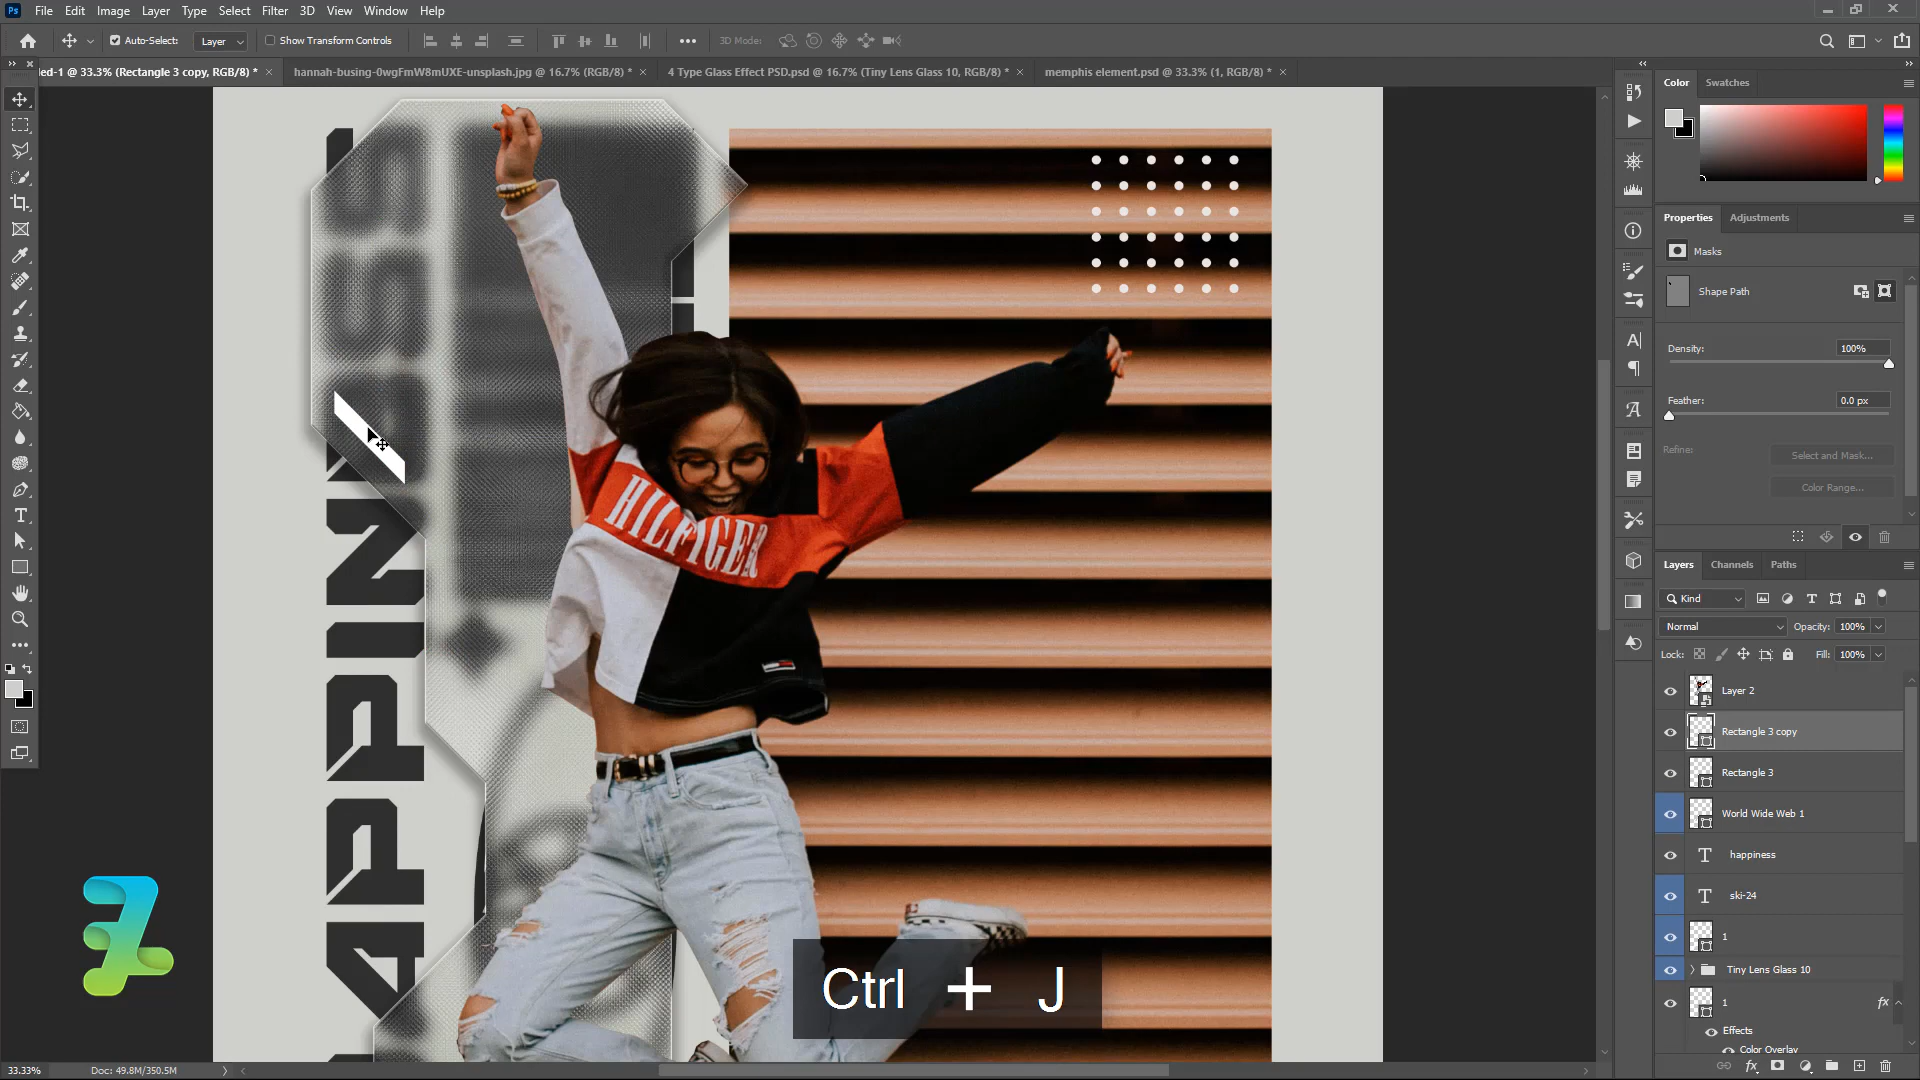 Ps File Edit Image Layer Type Select Filter 3D View Window Help
Auto-Select: Layer Show Transform Controls 3D Mode:
led-1 @ 33.3% (Rectangle 3 copy, RGB/8) * hannah-busing-0wgFmW8mUXE-unsplash.jpg @ 16.7% (RGB/8) * 4 Type Glass Effect PSD.psd @ 16.7% (Tiny Lens Glass 10, RGB/8) * memphis element.psd @ 33.3% (1, RGB/8) *
Color Swatches
Properties Adjustments
Masks
Shape Path
Density: 100%
Feather: 0.0 px
Refine: Select and Mask...
Color Range...
Layers Channels Paths
Kind
Normal Opacity: 100%
Lock: Fill: 100%
Layer 2
Rectangle 3 copy
Rectangle 3
World Wide Web 1
happiness
ski-24
1
Tiny Lens Glass 10
1 fx
Effects
Color Overlay
HILFIGER
APPINESS
Ctrl + J
33.33% Doc: 49.8M/350.5M